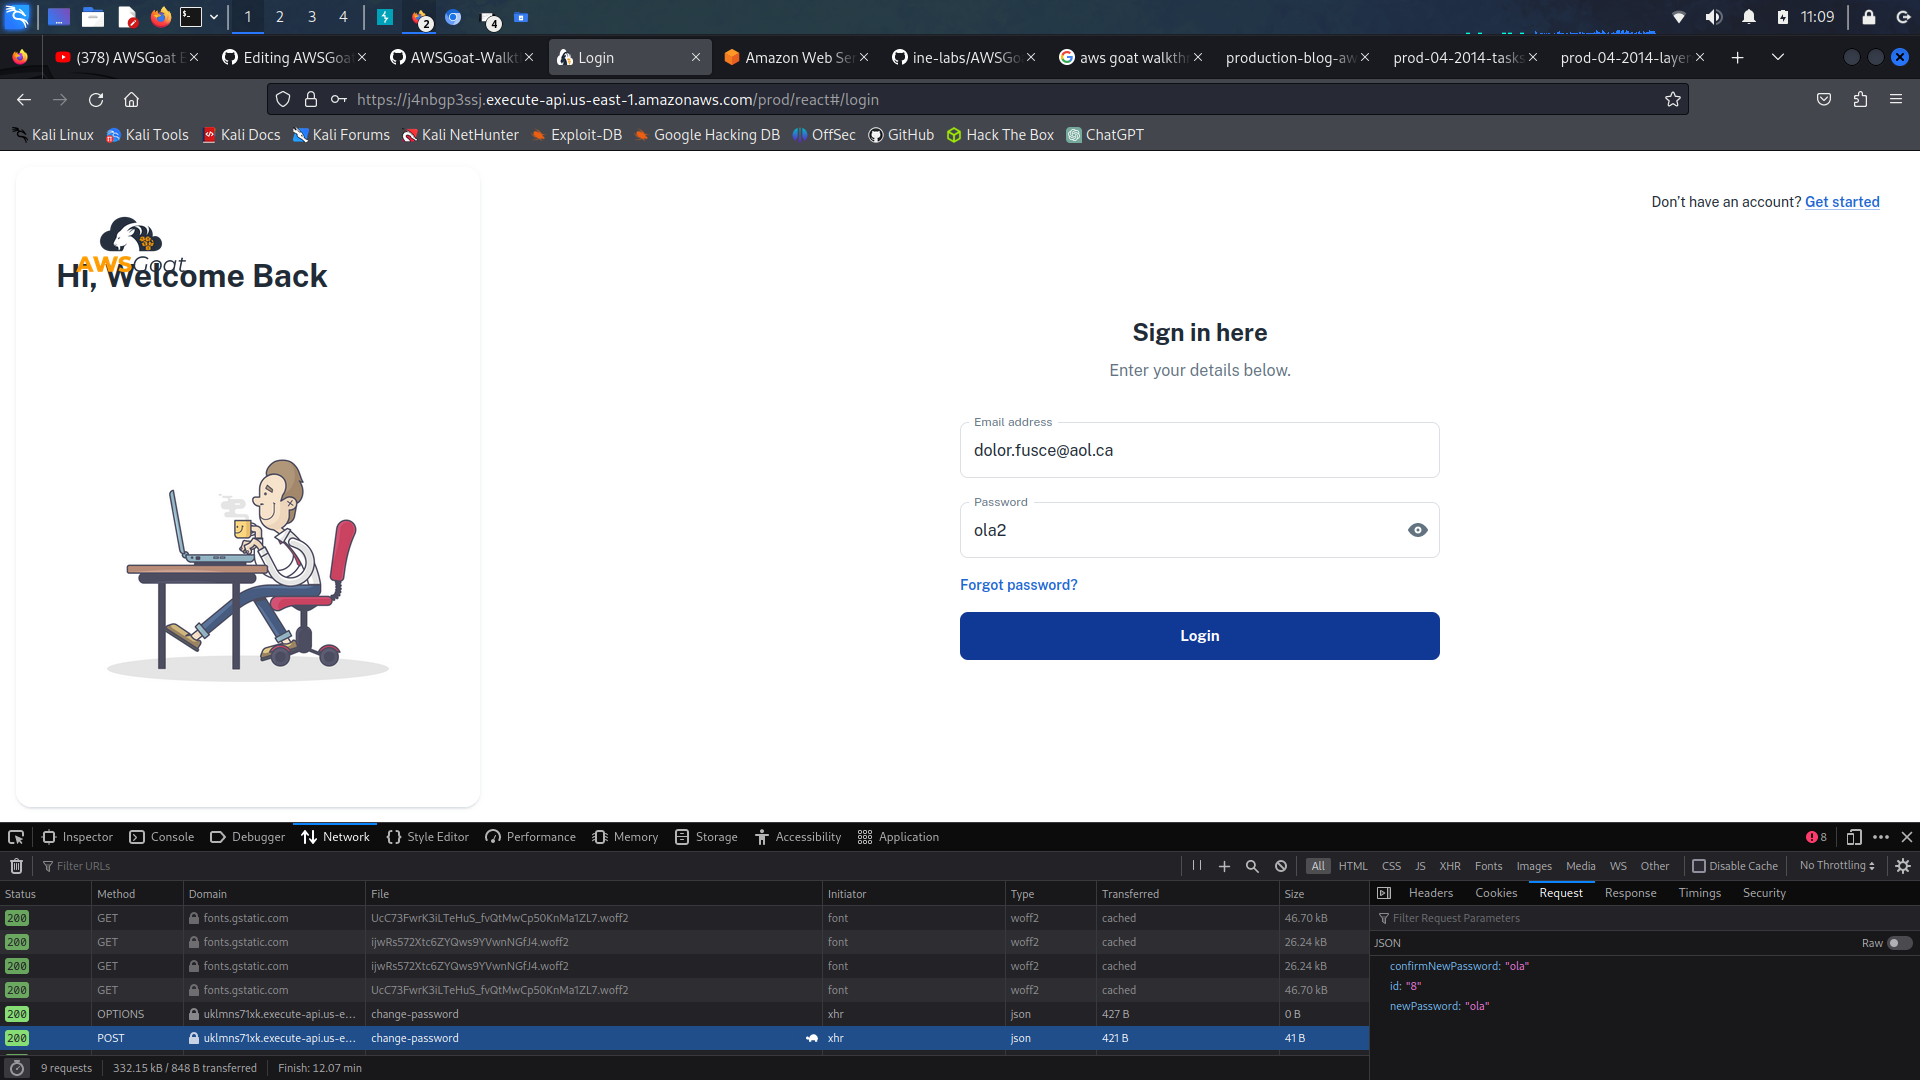 1 2 3 4 2 4 11:09
(378) AWSGoat E
Editing AWSGoat
AWSGoat-Walkt
Login
Amazon Web Se
ine-labs/AWSGo
aws goat walkthr
production-blog-aw
prod-04-2014-tasks
prod-04-2014-layer
https://j4nbgp3ssj.execute-api.us-east-1.amazonaws.com/prod/react#/login
Kali Linux Kali Tools Kali Docs Kali Forums Kali NetHunter Exploit-DB Google Hacking DB OffSec GitHub Hack The Box ChatGPT
Don't have an account? Get started
AWSGoat
Hi, Welcome Back
Sign in here
Enter your details below.
Email address
dolor.fusce@aol.ca
Password
ola2
Forgot password?
Login
Inspector Console Debugger Network Style Editor Performance Memory Storage Accessibility Application 8
Filter URLs All HTML CSS JS XHR Fonts Images Media WS Other Disable Cache No Throttling
Status Method Domain File Initiator Type Transferred Size
200 GET fonts.gstatic.com UcC73FwrK3iLTeHuS_fvQtMwCp50KnMa1ZL7.woff2 font woff2 cached 46.70 kB
200 GET fonts.gstatic.com ijwRs572Xtc6ZYQws9YVwnNGfJ4.woff2 font woff2 cached 26.24 kB
200 GET fonts.gstatic.com ijwRs572Xtc6ZYQws9YVwnNGfJ4.woff2 font woff2 cached 26.24 kB
200 GET fonts.gstatic.com UcC73FwrK3iLTeHuS_fvQtMwCp50KnMa1ZL7.woff2 font woff2 cached 46.70 kB
200 OPTIONS uklmns71xk.execute-api.us-e... change-password xhr json 427 B 0 B
200 POST uklmns71xk.execute-api.us-e... change-password xhr json 421 B 41 B
Headers Cookies Request Response Timings Security
Filter Request Parameters
JSON Raw
confirmNewPassword: "ola"
id: "8"
newPassword: "ola"
9 requests 332.15 kB / 848 B transferred Finish: 12.07 min